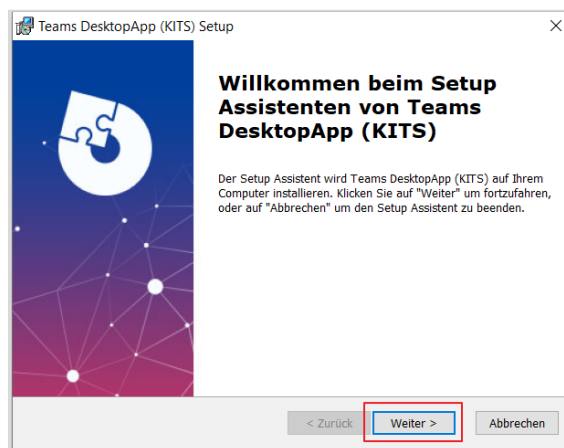 Teams DesktopApp (KITS) Setup
Willkommen beim Setup
Assistenten von Teams
DesktopApp (KITS)
Der Setup Assistent wird Teams DesktopApp (KITS) auf Ihrem
Computer installieren. Klicken Sie auf "Weiter" um fortzufahren,
oder auf "Abbrechen" um den Setup Assistent zu beenden.
< Zurück Weiter > Abbrechen